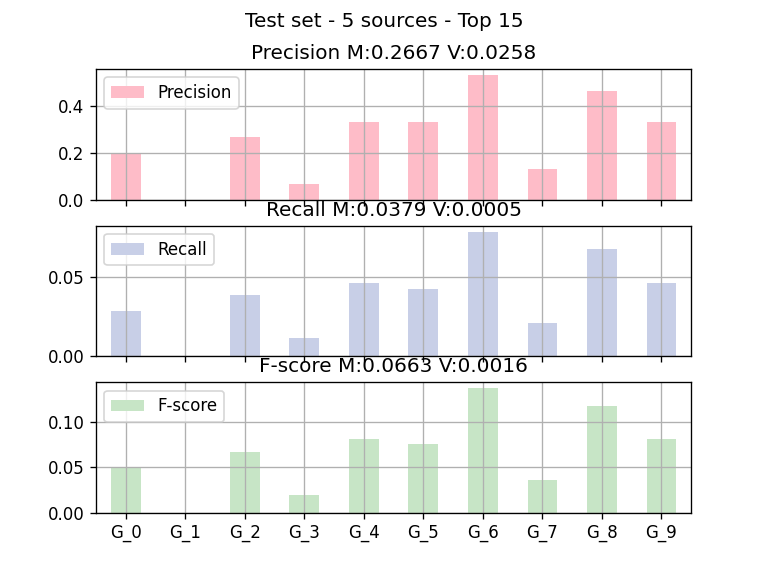 Test set - 5 sources - Top 15
Precision M:0.2667 V:0.0258
Precision
0.4
0.2
0.0
Recall M:0.0379 V:0.0005
Recall
0.05
0.00
F-score M:0.0663 V:0.0016
F-score
0.10
0.05
0.00
G_0 G_1 G_2 G_3 G_4 G_5 G_6 G_7 G_8 G_9